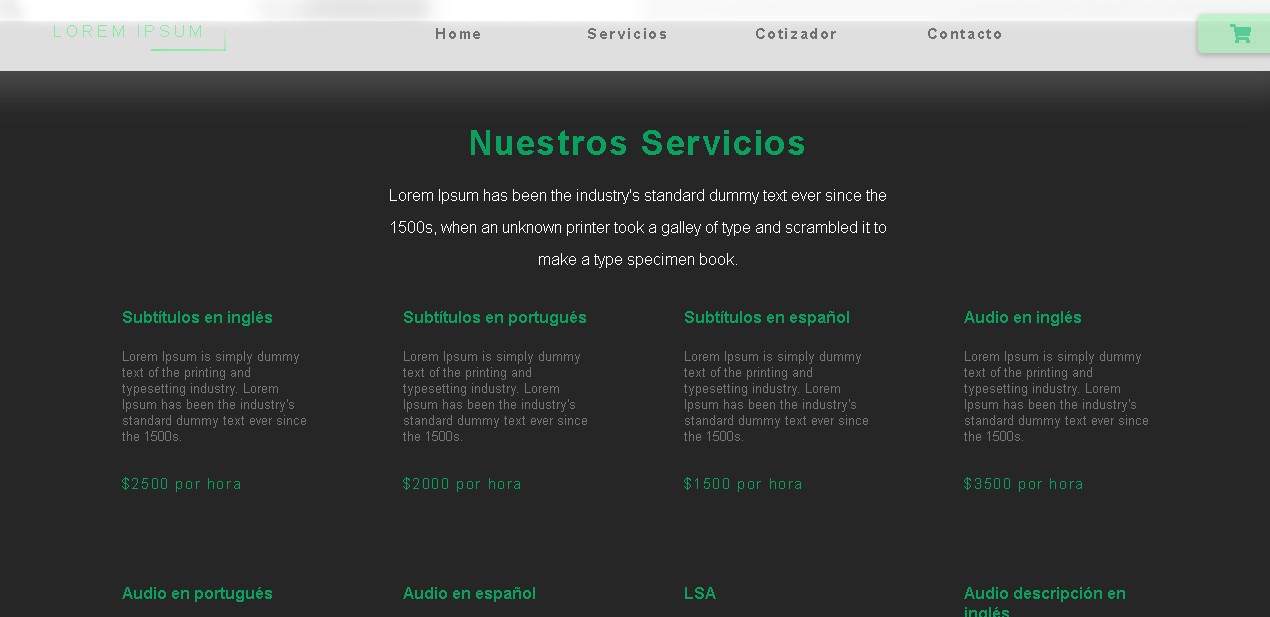 LOREM IPSUM
Home Servicios Cotizador Contacto
Nuestros Servicios
Lorem Ipsum has been the industry's standard dummy text ever since the
1500s, when an unknown printer took a galley of type and scrambled it to
make a type specimen book.
Subtítulos en inglés
Lorem Ipsum is simply dummy
text of the printing and
typesetting industry. Lorem
Ipsum has been the industry's
standard dummy text ever since
the 1500s.
$2500 por hora
Subtítulos en portugués
Lorem Ipsum is simply dummy
text of the printing and
typesetting industry. Lorem
Ipsum has been the industry's
standard dummy text ever since
the 1500s.
$2000 por hora
Subtítulos en español
Lorem Ipsum is simply dummy
text of the printing and
typesetting industry. Lorem
Ipsum has been the industry's
standard dummy text ever since
the 1500s.
$1500 por hora
Audio en inglés
Lorem Ipsum is simply dummy
text of the printing and
typesetting industry. Lorem
Ipsum has been the industry's
standard dummy text ever since
the 1500s.
$3500 por hora
Audio en portugués
Audio en español
LSA
Audio descripción en
inglés